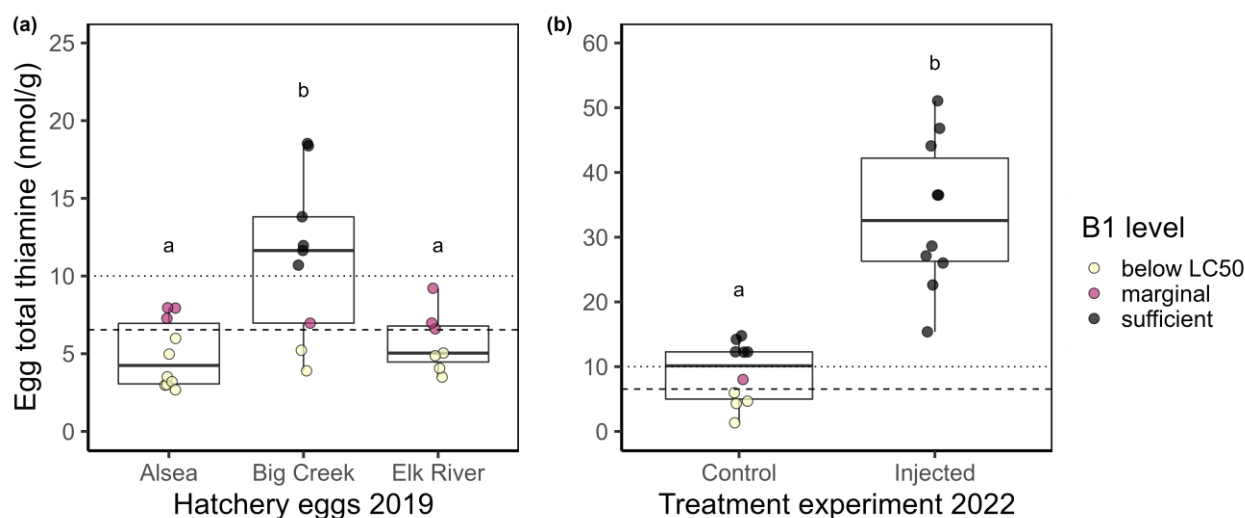 (a)
Egg total thiamine (nmol/g)
25
20
15
10
5
0
a
b
a
Alsea
Big Creek
Elk River
Hatchery eggs 2019
(b)
60
50
40
30
20
10
0
a
b
Control
Injected
Treatment experiment 2022
B1 level
below LC50
marginal
sufficient